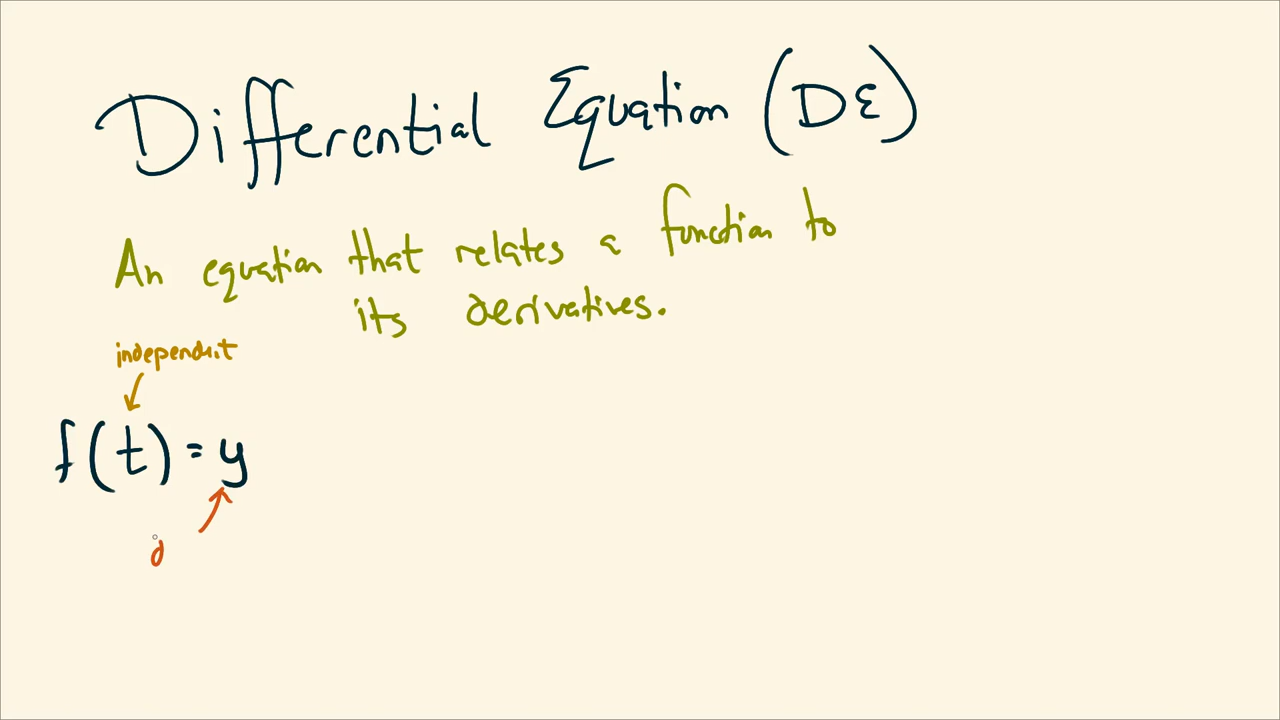 Differential Equation (DE)
An equation that relates a function to
its derivatives.
independent
f(t) = y
d